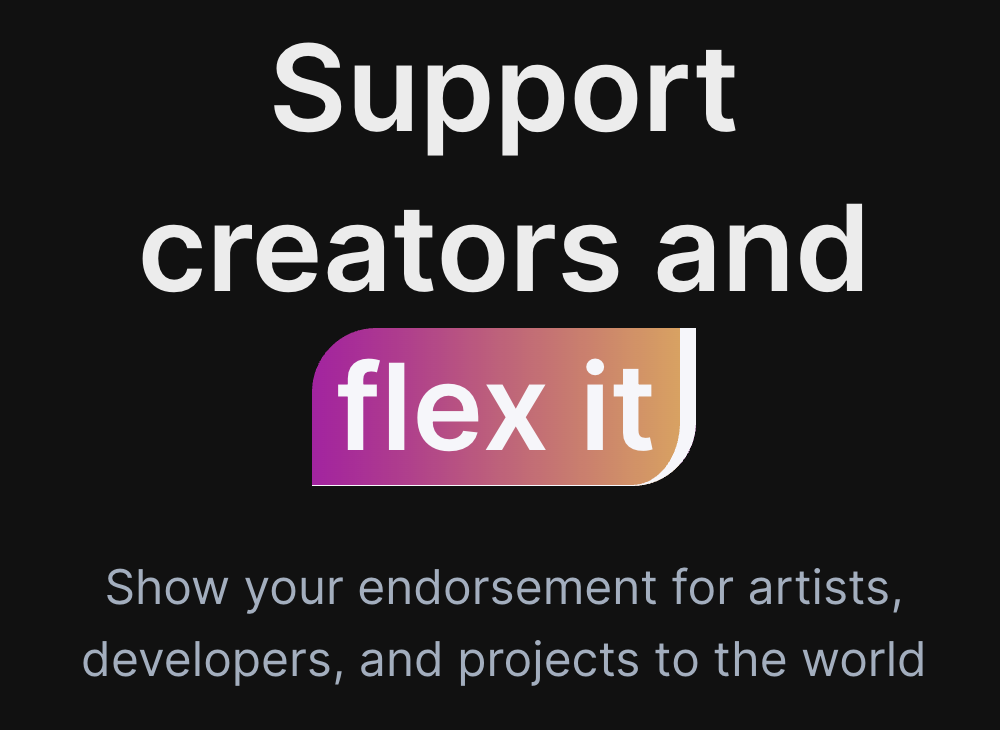 Support
creators and
flex it
Show your endorsement for artists,
developers, and projects to the world